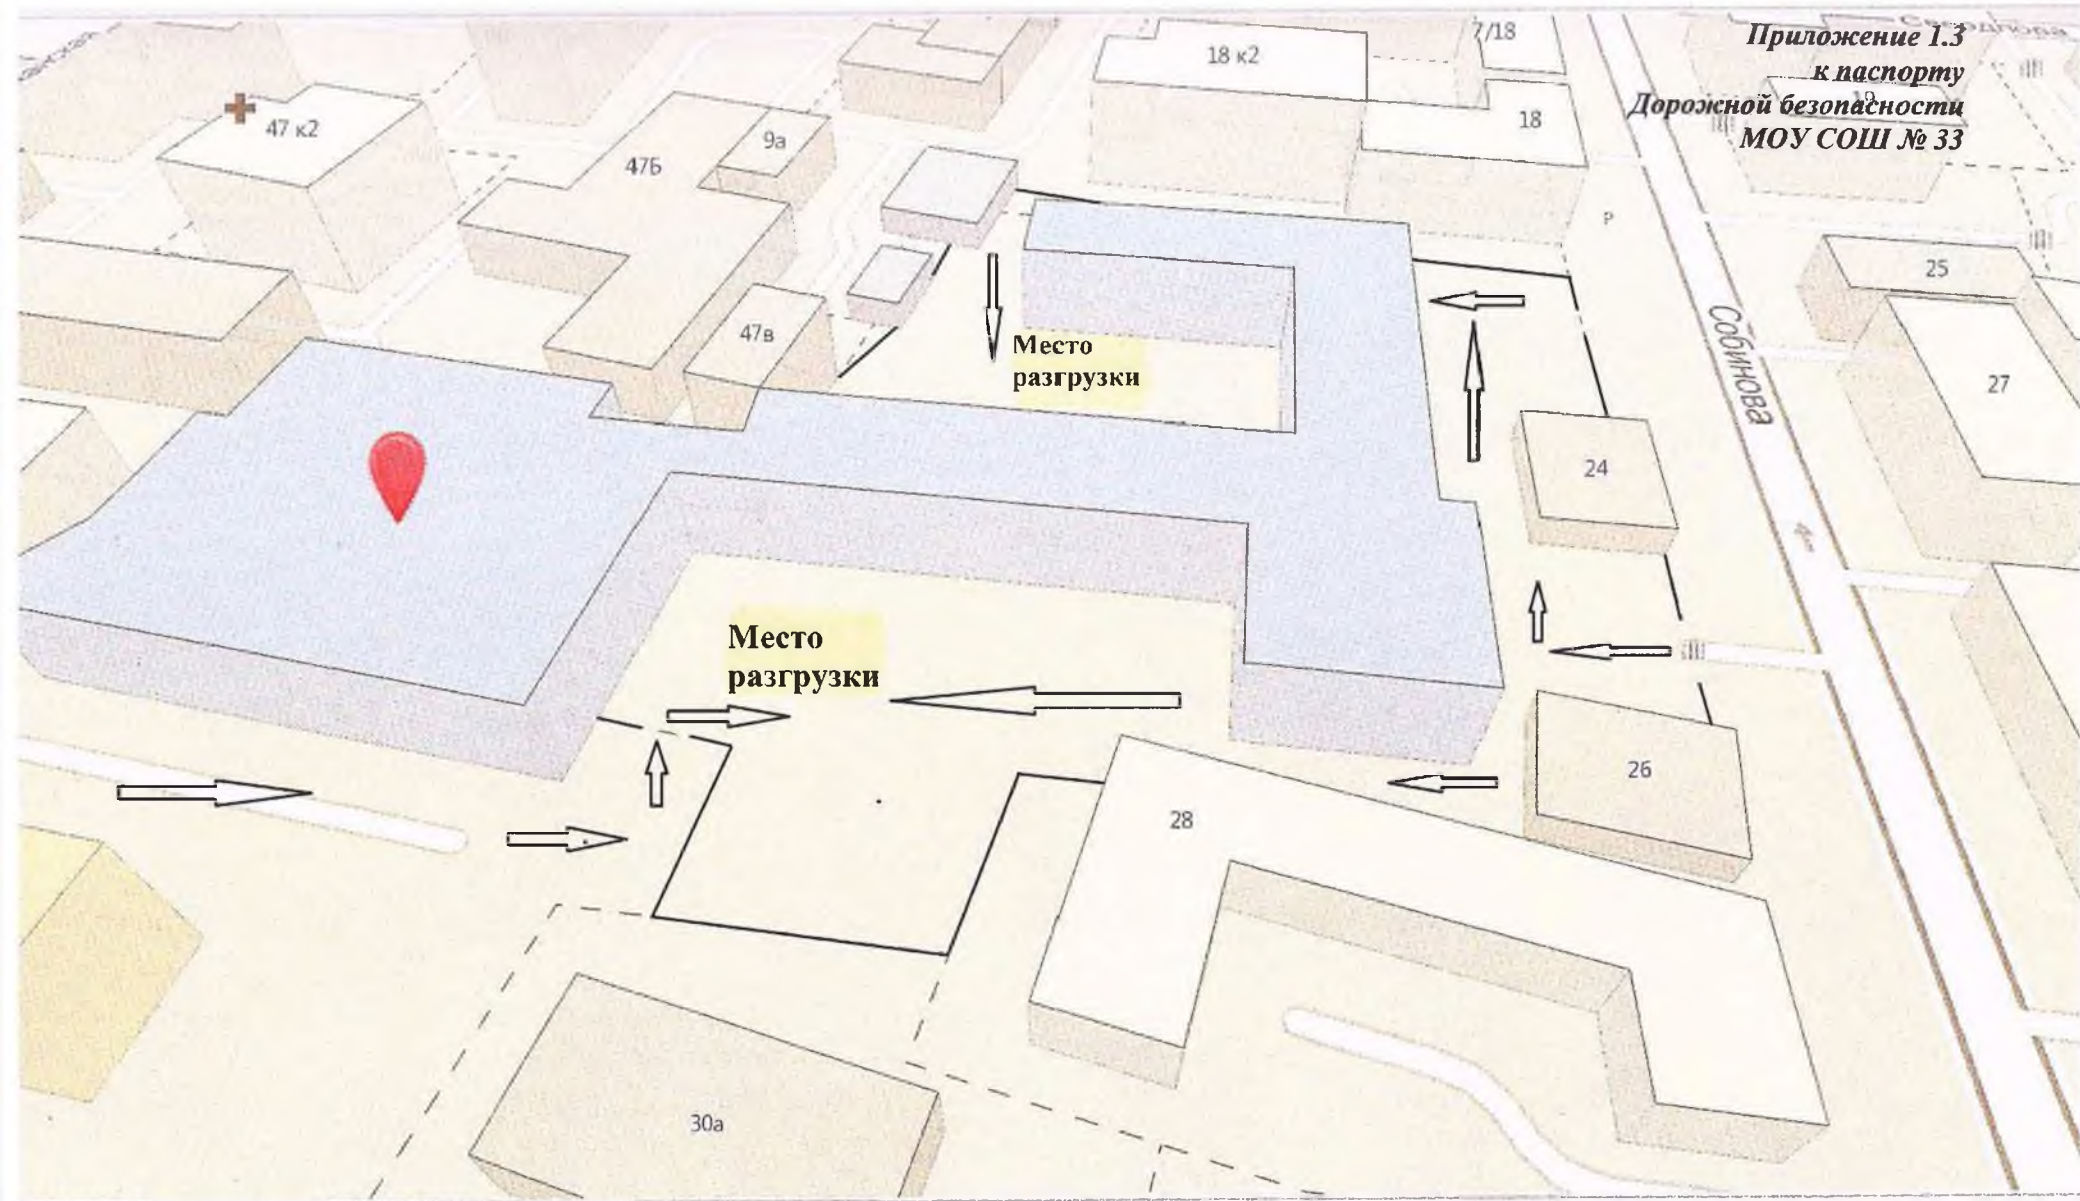 Приложение 1.3
к паспорту
Дорожной безопасности
МОУ СОШ № 33
7/18
18 к2
18
47 к2
9а
47Б
P
25
Собинова
47в
Место
разгрузки
27
24
Место
разгрузки
26
28
30а